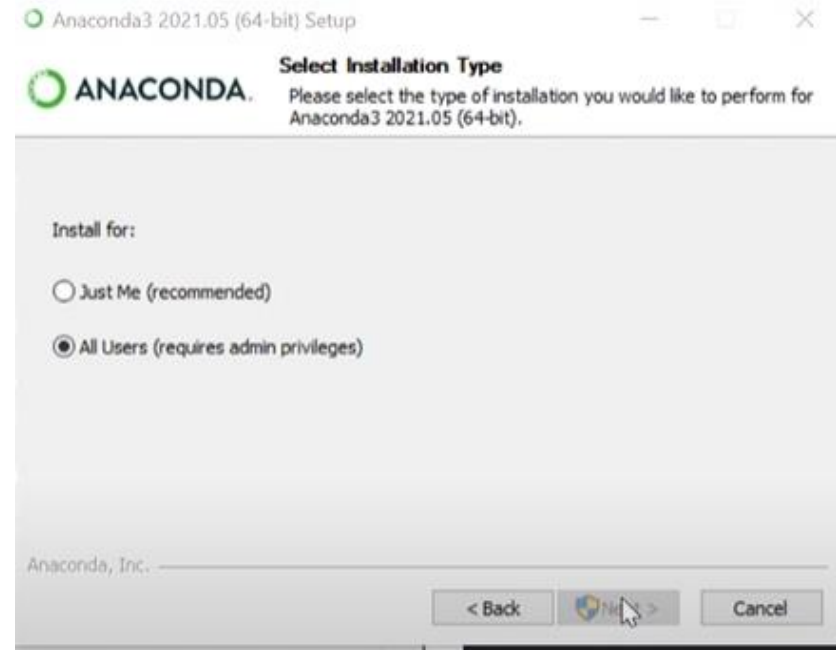 Anaconda3 2021.05 (64-bit) Setup
ANACONDA.
Select Installation Type
Please select the type of installation you would like to perform for
Anaconda3 2021.05 (64-bit).
Install for:
Just Me (recommended)
All Users (requires admin privileges)
Anaconda, Inc.
< Back
Next >
Cancel